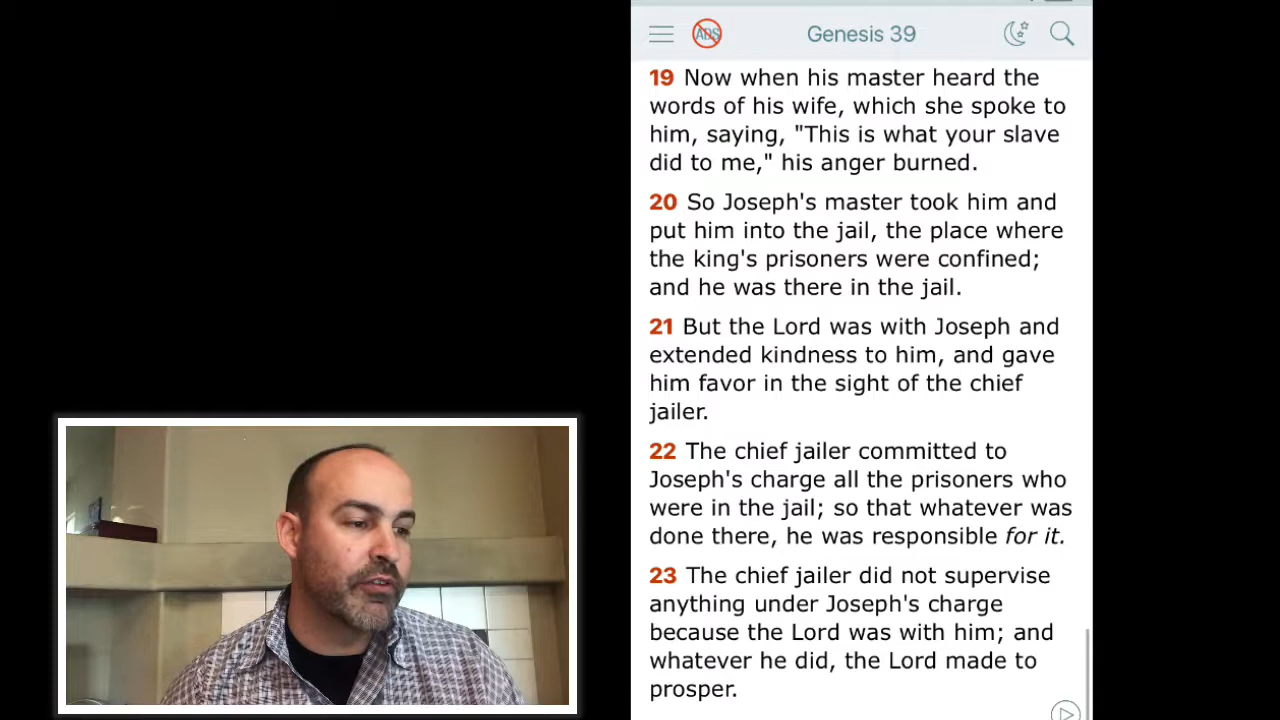 ADS
Genesis 39
19 Now when his master heard the
words of his wife, which she spoke to
him, saying, "This is what your slave
did to me," his anger burned.
20 So Joseph's master took him and
put him into the jail, the place where
the king's prisoners were confined;
and he was there in the jail.
21 But the Lord was with Joseph and
extended kindness to him, and gave
him favor in the sight of the chief
jailer.
22 The chief jailer committed to
Joseph's charge all the prisoners who
were in the jail; so that whatever was
done there, he was responsible for it.
23 The chief jailer did not supervise
anything under Joseph's charge
because the Lord was with him; and
whatever he did, the Lord made to
prosper.